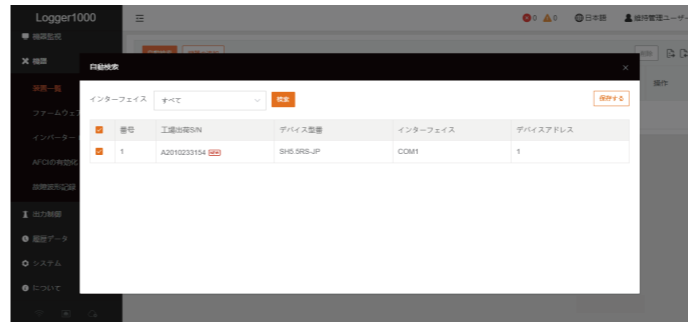 Logger1000
0 0 日本語 維持管理ユーザー
機器監視
機器
操作
自動検索
インターフェイス すべて 検索 保存する
番号 工場出荷S/N デバイス型番 インターフェイス デバイスアドレス
1 A2010233154 NEW SH5.5RS-JP COM1 1
機器一覧
ファームウェア
インバーター
AFCIの有効化
故障波形記録
出力制御
履歴データ
システム
について